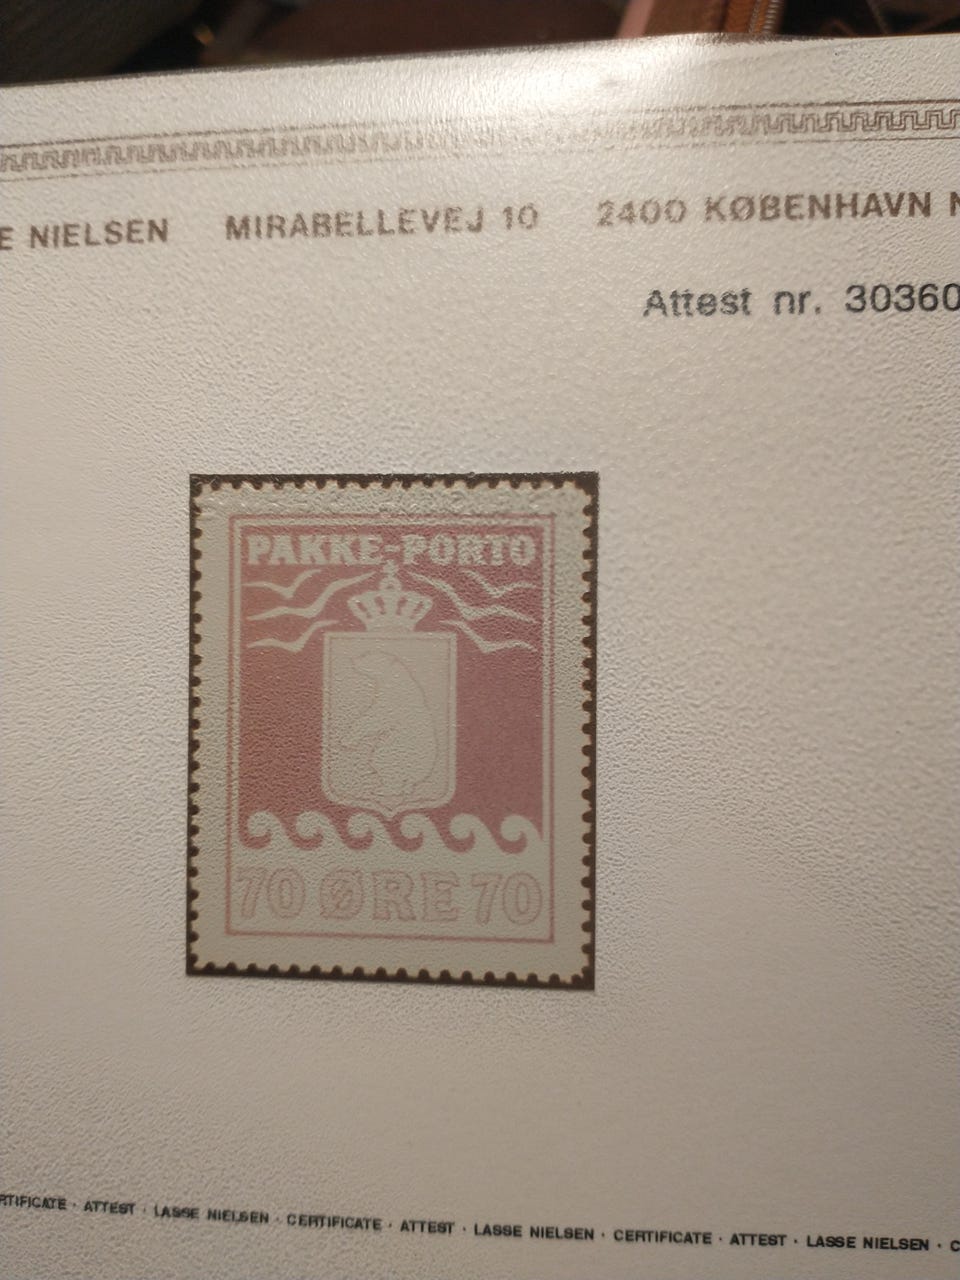 E NIELSEN MIRABELLEVEJ 10 2400 KØBENHAVN N
Attest nr. 30360
PAKKE-PORTO
70 ØRE 70
RTIFICATE · ATTEST · LASSE NIELSEN · CERTIFICATE · ATTEST · LASSE NIELSEN · CERTIFICATE · ATTEST · LASSE NIELSEN · C